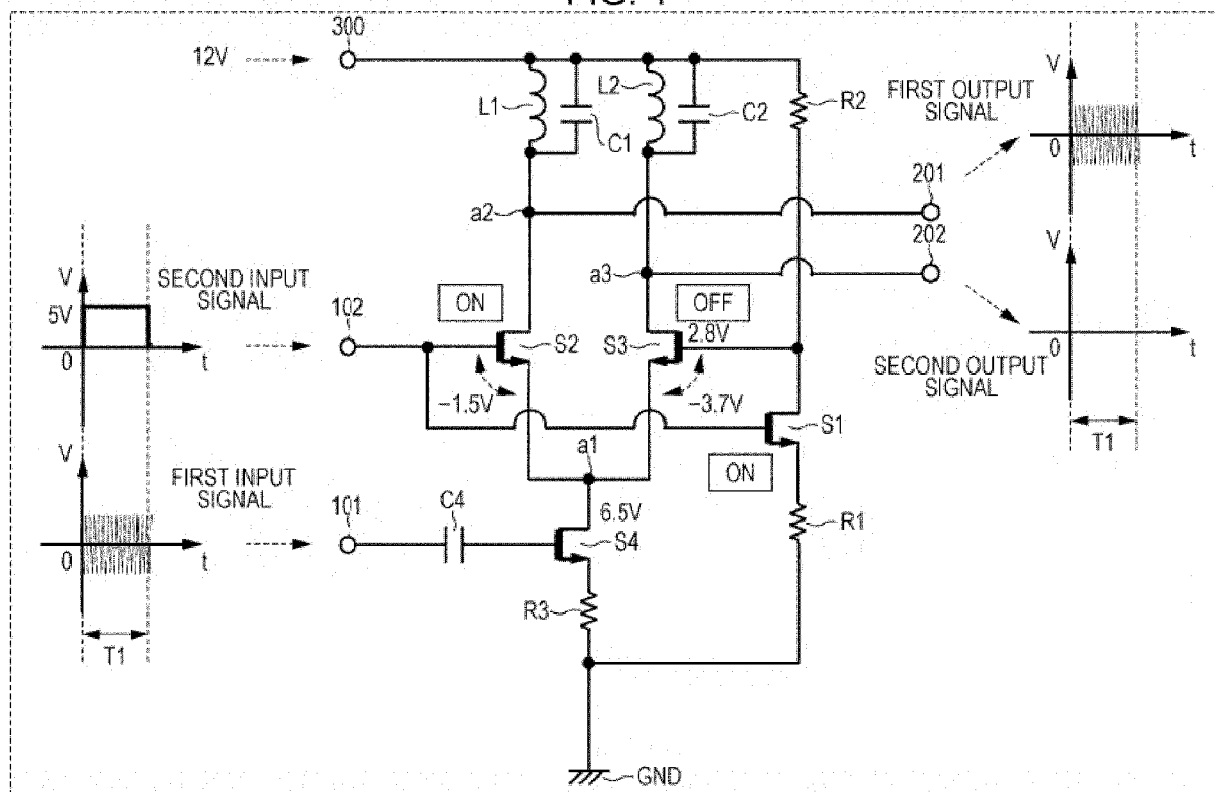 300
12V
L1
C1
L2
C2
R2
V
FIRST OUTPUT
SIGNAL
0
t
201
a2
202
a3
V
SECOND INPUT
SIGNAL
5V
0
t
102
ON
OFF
2.8V
S2
S3
-1.5V
-3.7V
V
0
t
SECOND OUTPUT
SIGNAL
T1
S1
ON
a1
V
FIRST INPUT
SIGNAL
0
t
101
C4
6.5V
S4
R1
R3
T1
GND